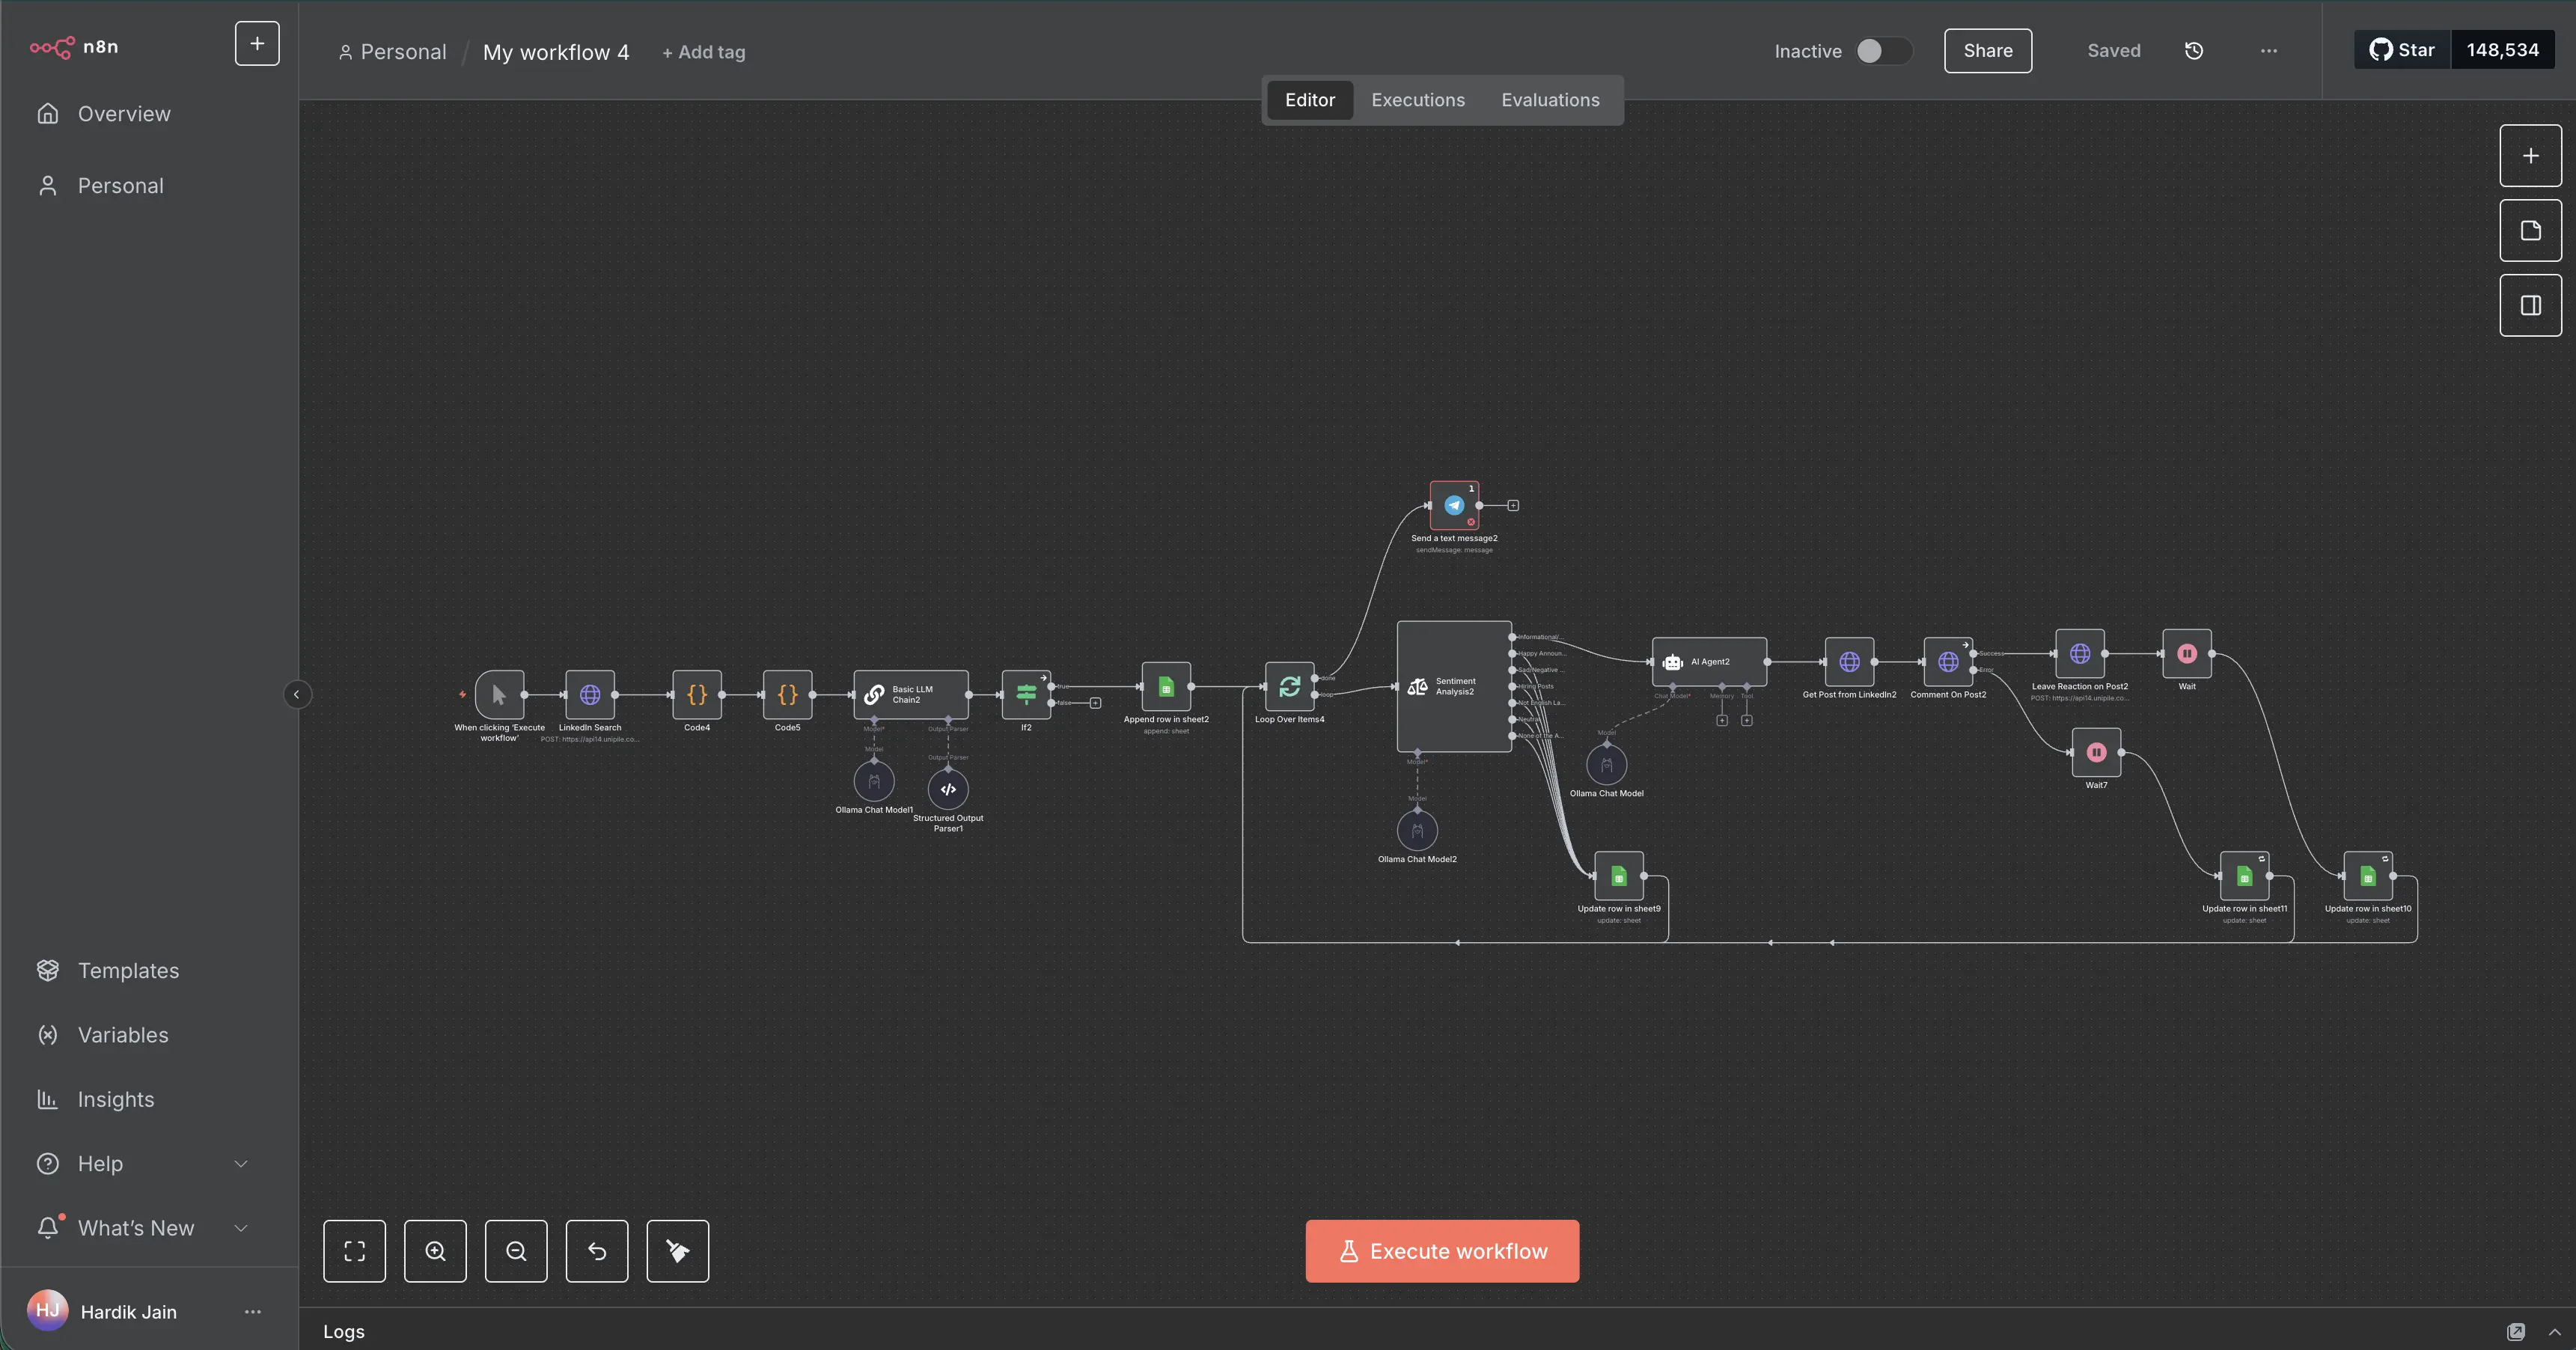 n8n
Personal / My workflow 4 + Add tag
Inactive
Share
Saved
Star 148,534
Editor Executions Evaluations
Overview
Personal
Templates
Variables
Insights
Help
What's New
HJ Hardik Jain
1
Send a text message2
sendMessage: message
When clicking 'Execute
workflow'
LinkedIn Search
POST: https://api14.unipile.co...
Code4
Code5
Basic LLM
Chain2
Model*
Output Parser
Model
Output Parser
Ollama Chat Model1
Structured Output
Parser1
If2
true
false
Append row in sheet2
append: sheet
Loop Over Items4
done
loop
Sentiment
Analysis2
Informational/...
Happy Announ...
Sad/Negative ...
Hiring Posts
Not English La...
Neutral
None of the A...
Model*
Model
Ollama Chat Model2
AI Agent2
Chat Model*
Memory
Tool
Model
Ollama Chat Model
Get Post from LinkedIn2
Comment On Post2
Success
Error
Leave Reaction on Post2
POST: https://api14.unipile.co...
Wait
Wait7
Update row in sheet9
update: sheet
Update row in sheet11
update: sheet
Update row in sheet10
update: sheet
Execute workflow
Logs